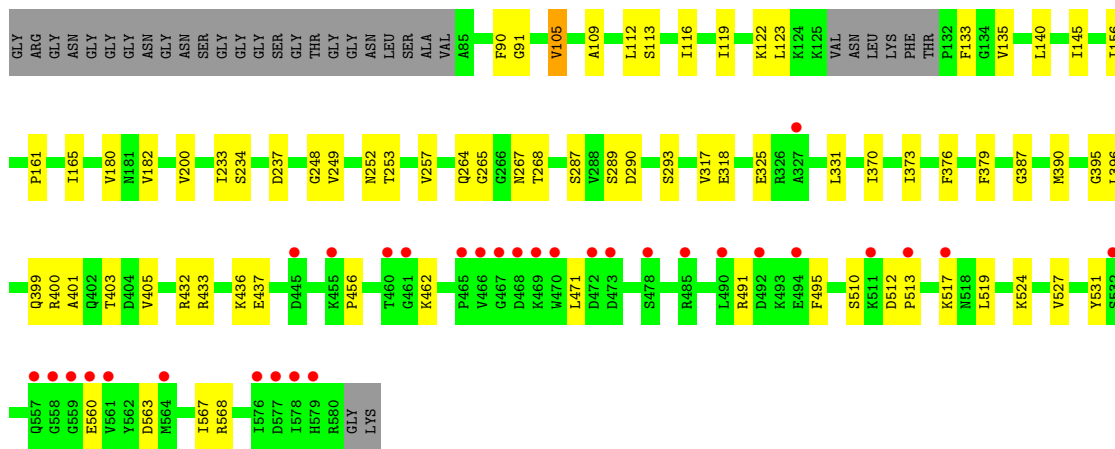 GLY ARG ASN GLY GLY GLY ASN GLY ASN SER GLY GLY GLY SER GLY THR GLY GLY ASN LEU SER ALA VAL A85 F90 G91 V105 A109 L112 S113 I116 I119 K122 L123 K124 K125 VAL ASN LEU LYS PHE THR P132 F133 G134 V135 L140 I145 I156
P161 I165 V180 N181 V182 V200 I233 S234 D237 G248 V249 N252 T253 V257 Q264 G265 G266 N267 T268 S287 V288 S289 D290 S293 V317 E318 E325 R326 A327 L331 I370 I373 F376 F379 G387 M390 G395 L396
Q399 R400 A401 Q402 T403 D404 V405 R432 R433 K436 E437 D445 K455 P456 T460 G461 K462 P465 V466 G467 D468 K469 W470 L471 D472 D473 S478 R485 L490 R491 D492 K493 E494 F495 S510 K511 D512 P513 K517 N518 L519 K524 V527 Y531 S532
Q557 G558 G559 E560 V561 Y562 D563 M564 I567 R568 I576 D577 I578 H579 R580 GLY LYS